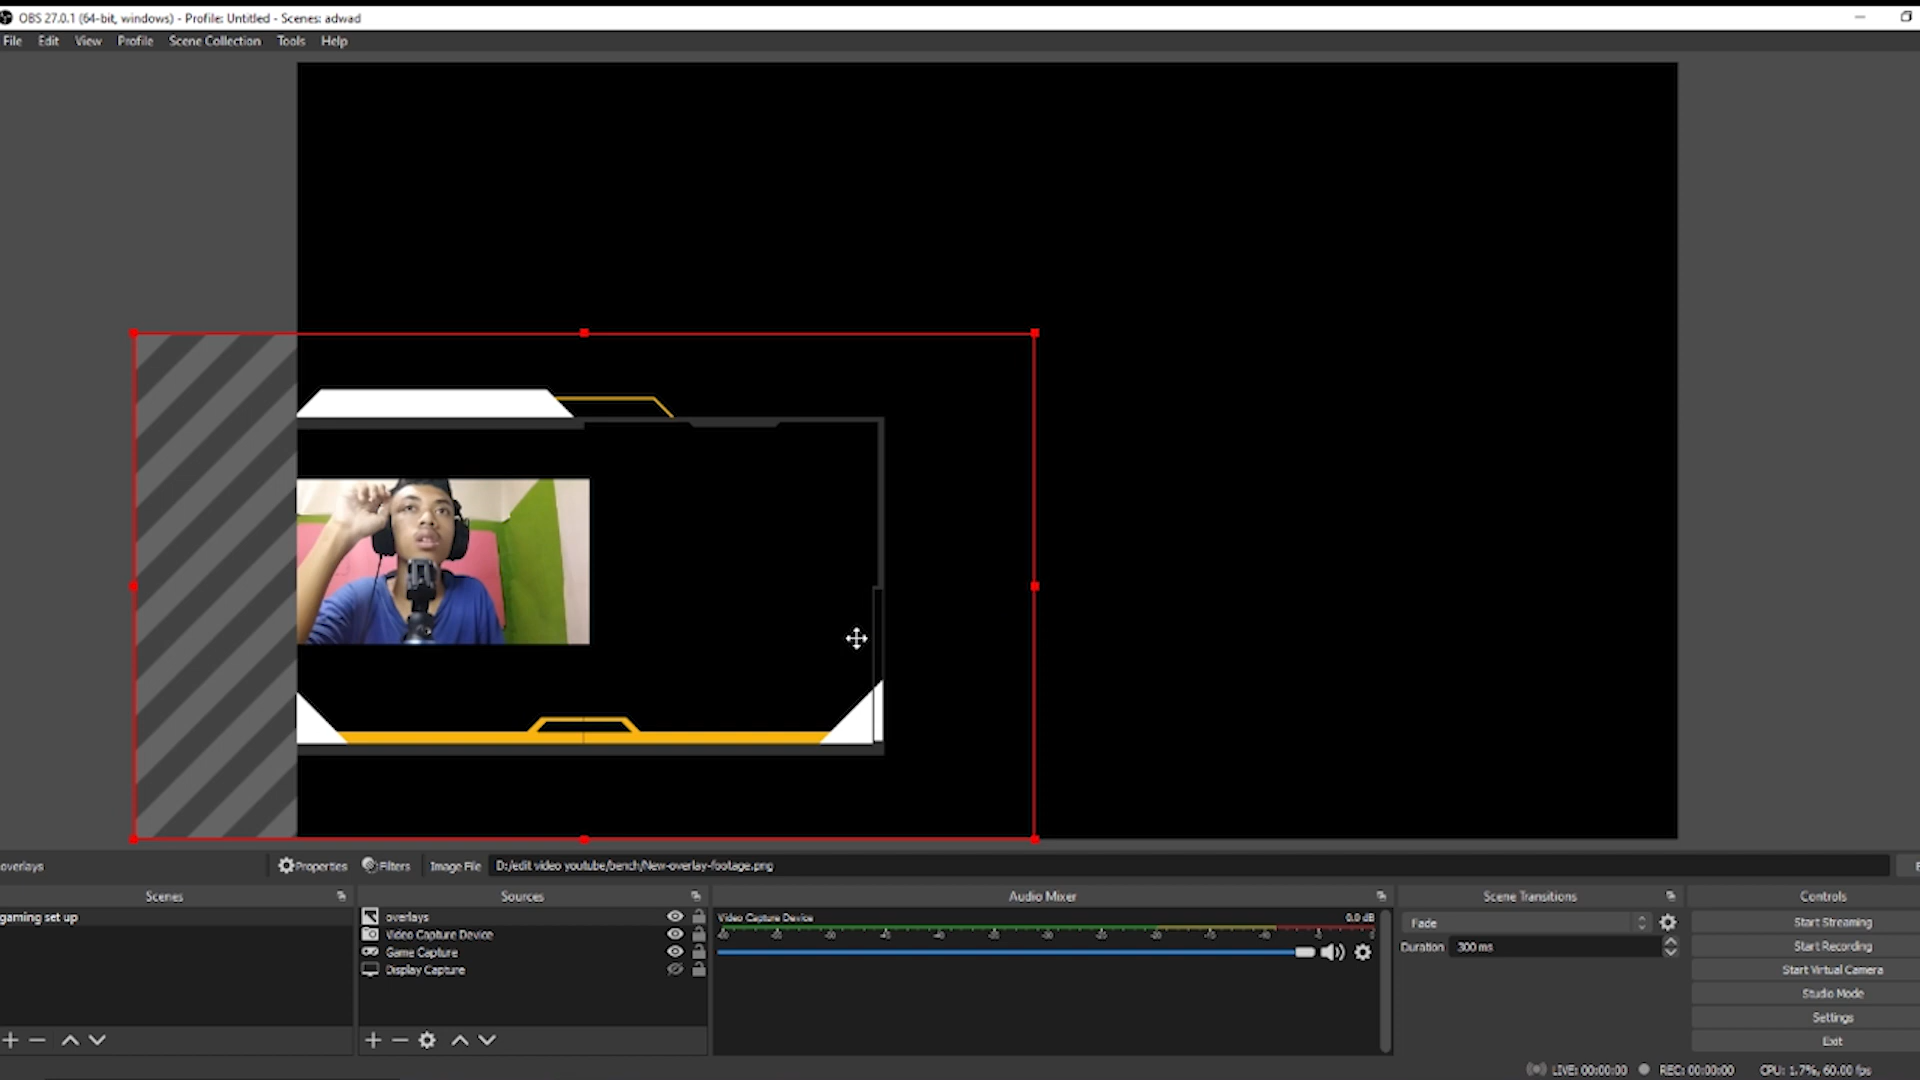 OBS 27.0.1 (64-bit, windows) - Profile: Untitled - Scenes: adwad
File Edit View Profile Scene Collection Tools Help
overlays Properties Filters Image File D:/edit video youtube/bench/New-overlay-footage.png
Scenes Sources Audio Mixer Scene Transitions Controls
gaming set up
overlays
Video Capture Device
Game Capture
Display Capture
Video Capture Device 0.0 dB
Fade
Duration 300 ms
Start Streaming
Start Recording
Start Virtual Camera
Studio Mode
Settings
Exit
LIVE: 00:00:00 REC: 00:00:00 CPU: 1.7%, 60.00 fps